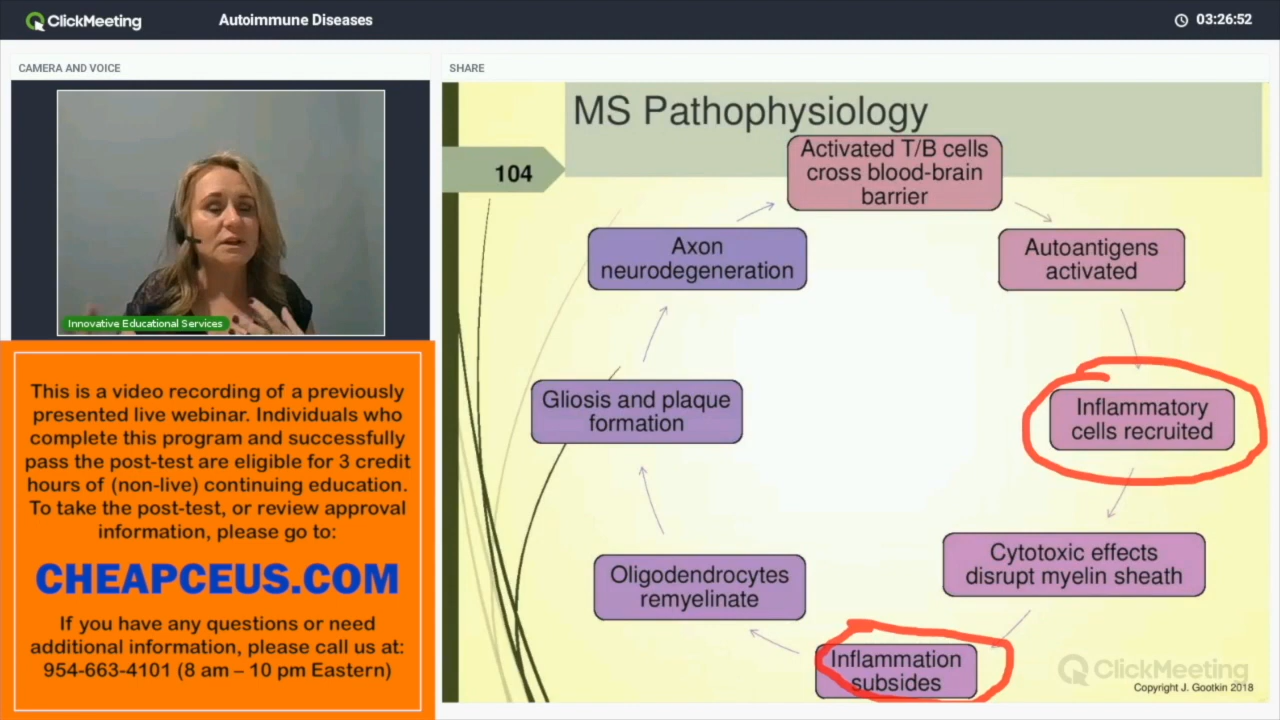 ClickMeeting
Autoimmune Diseases
03:26:52
CAMERA AND VOICE
Innovative Educational Services
This is a video recording of a previously
presented live webinar. Individuals who
complete this program and successfully
pass the post-test are eligible for 3 credit
hours of (non-live) continuing education.
To take the post-test, or review approval
information, please go to:
CHEAPCEUS.COM
If you have any questions or need
additional information, please call us at:
954-663-4101 (8 am – 10 pm Eastern)
SHARE
MS Pathophysiology
104
Activated T/B cells
cross blood-brain
barrier
Autoantigens
activated
Inflammatory
cells recruited
Cytotoxic effects
disrupt myelin sheath
Inflammation
subsides
Oligodendrocytes
remyelinate
Gliosis and plaque
formation
Axon
neurodegeneration
ClickMeeting
Copyright J. Gootkin 2018